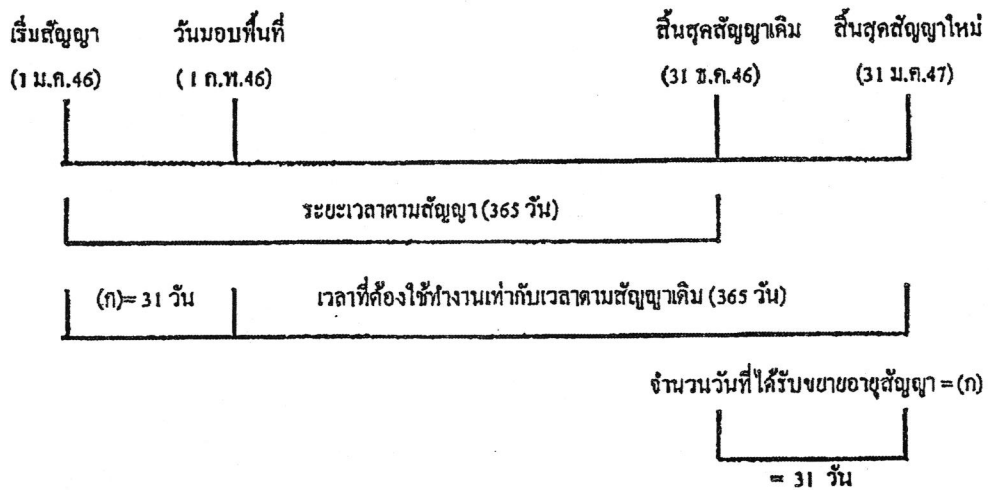 เริ่มสัญญา วันมอบพื้นที่ สิ้นสุดสัญญาเดิม สิ้นสุดสัญญาใหม่
(1 ม.ค.46) (1 ก.พ.46) (31 ธ.ค.46) (31 ม.ค.47)
ระยะเวลาตามสัญญา (365 วัน)
(ก)= 31 วัน เวลาที่ต้องใช้ทำงานเท่ากับเวลาตามสัญญาเดิม (365 วัน)
จำนวนวันที่ได้รับขยายอายุสัญญา = (ก)
= 31 วัน